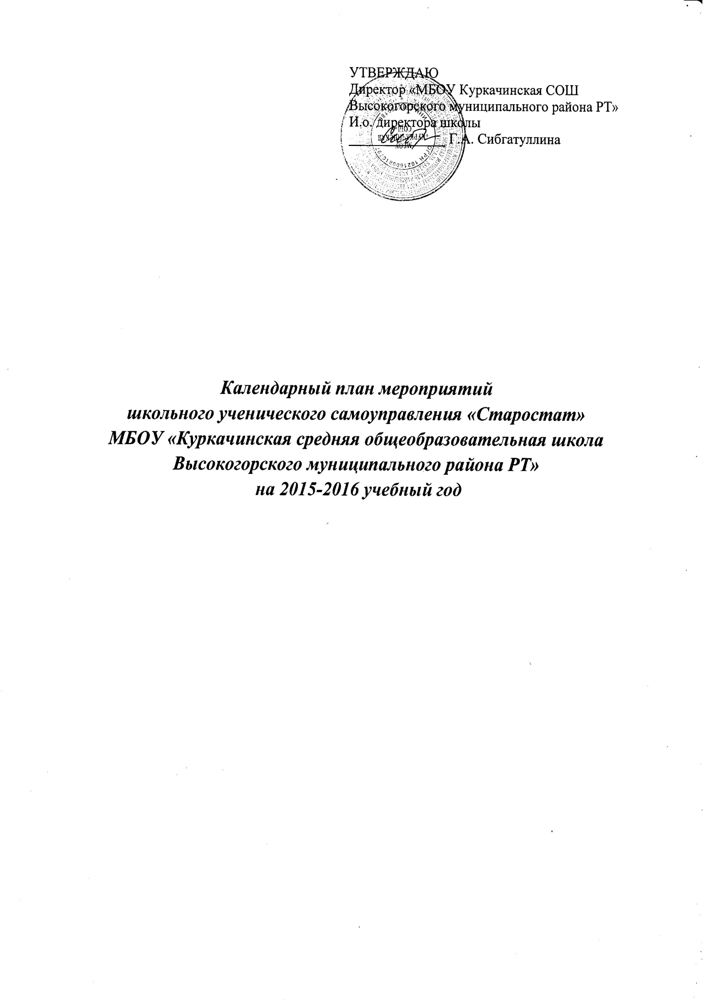 УТВЕРЖДАЮ
Директор «МБОУ Куркачинская СОШ
Высокогорского муниципального района РТ»
И.о. директора школы
Г.А. Сибгатуллина
Календарный план мероприятий
школьного ученического самоуправления «Старостат»
МБОУ «Куркачинская средняя общеобразовательная школа
Высокогорского муниципального района РТ»
на 2015-2016 учебный год